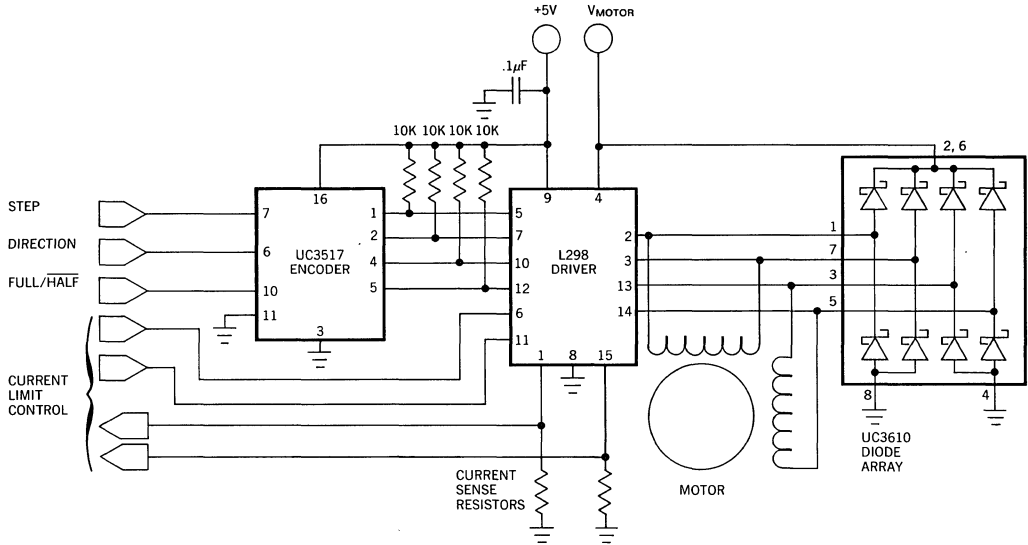 +5V
VMOTOR
.1µF
10K 10K 10K 10K
2, 6
16
9
4
STEP
7
1
5
2
1
DIRECTION
6
2
7
3
7
UC3517
ENCODER
L298
DRIVER
4
10
13
3
FULL/HALF
10
5
12
14
5
11
6
3
11
1
8
15
8
4
CURRENT
LIMIT
CONTROL
CURRENT
SENSE
RESISTORS
MOTOR
UC3610
DIODE
ARRAY